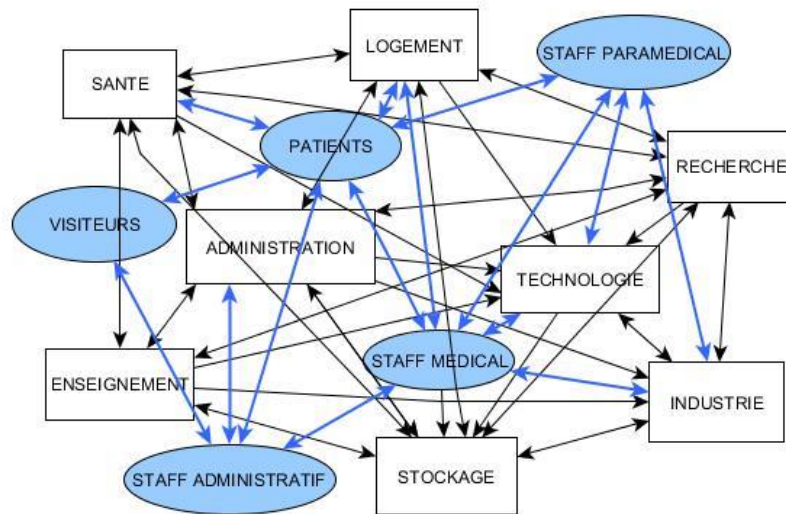 LOGEMENT
STAFF PARAMEDICAL
SANTE
PATIENTS
RECHERCHE
VISITEURS
ADMINISTRATION
TECHNOLOGIE
STAFF MEDICAL
ENSEIGNEMENT
INDUSTRIE
STAFF ADMINISTRATIF
STOCKAGE